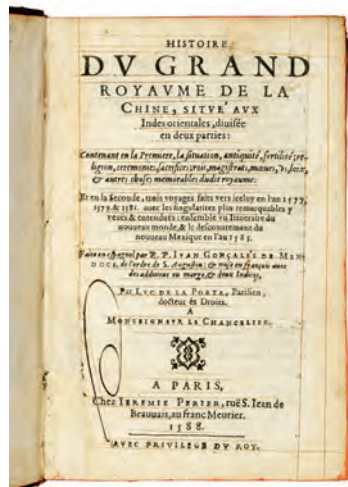 HISTOIRE
DV GRAND
ROYAVME DE LA
CHINE, SITVE' AVX
Indes orientales, diuisée
en deux parties:
Contenant en la Premiere, la situation, antiquité, fertilité; re-
ligion, ceremonies, sacrifices; rois, magistrats, mœurs, vs, loix,
& autres choses memorables dudit royaume:
Et en la Seconde, trois voyages faits vers iceluy en l'an 1577,
1579. & 1581. auec les singularitez plus remarquables y
veuës & entenduës: ensemble vn Itineraire du
nouueau monde, & le descouurement du
nouueau Mexique en l'an 1583.
Faite en espagnol par R. P. IVAN GONÇALES DE MEN-
DOCE, de l'ordre de S. Augustin: & mise en françois auec
des additions en marge, & deux Indices,
PAR LVC DE LA PORTE, Parisien,
docteur és Droits.
A
MONSEIGNEVR LE CHANCELIER.
A PARIS,
Chez IEREMIE PERIER, ruë S. Iean de
Beauuais, au franc Meurier.
1588.
AVEC PRIVILEGE DV ROY.